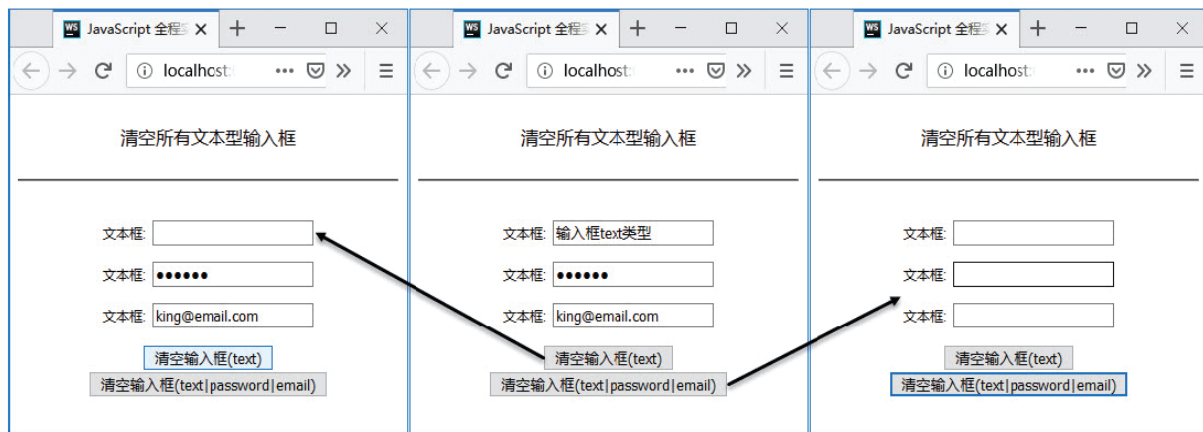 JavaScript 全程
localhost:
清空所有文本型输入框
文本框:
文本框: ••••••
文本框: king@email.com
清空输入框(text)
清空输入框(text|password|email)
JavaScript 全程
localhost:
清空所有文本型输入框
文本框: 输入框text类型
文本框: ••••••
文本框: king@email.com
清空输入框(text)
清空输入框(text|password|email)
JavaScript 全程
localhost:
清空所有文本型输入框
文本框:
文本框:
文本框:
清空输入框(text)
清空输入框(text|password|email)